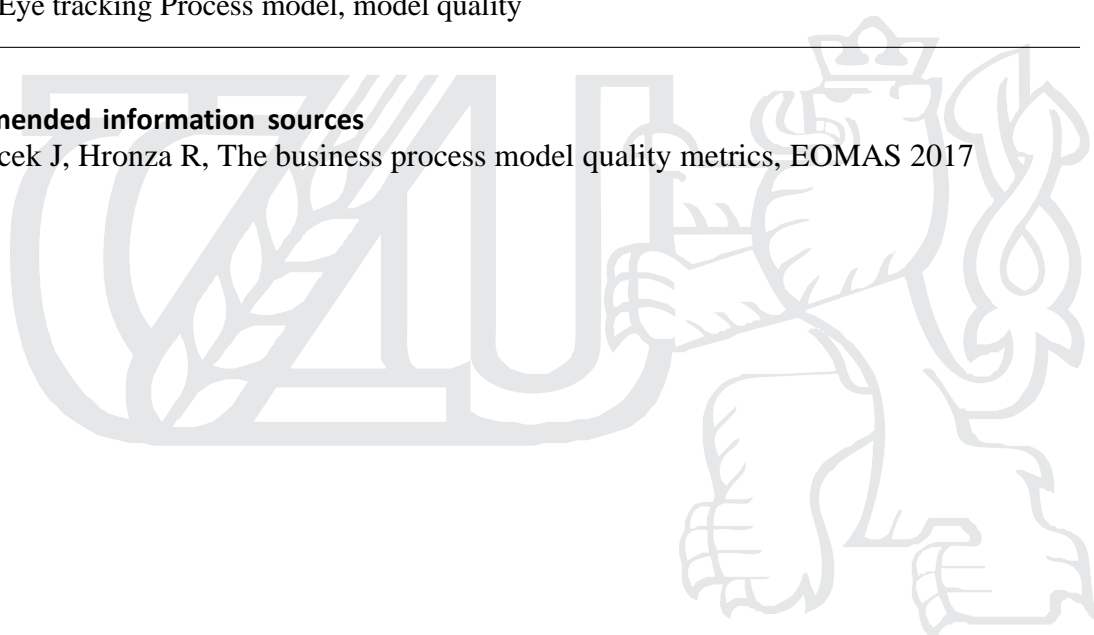 Eye tracking Process model, model quality
mended information sources
cek J, Hronza R, The business process model quality metrics, EOMAS 2017
CZU